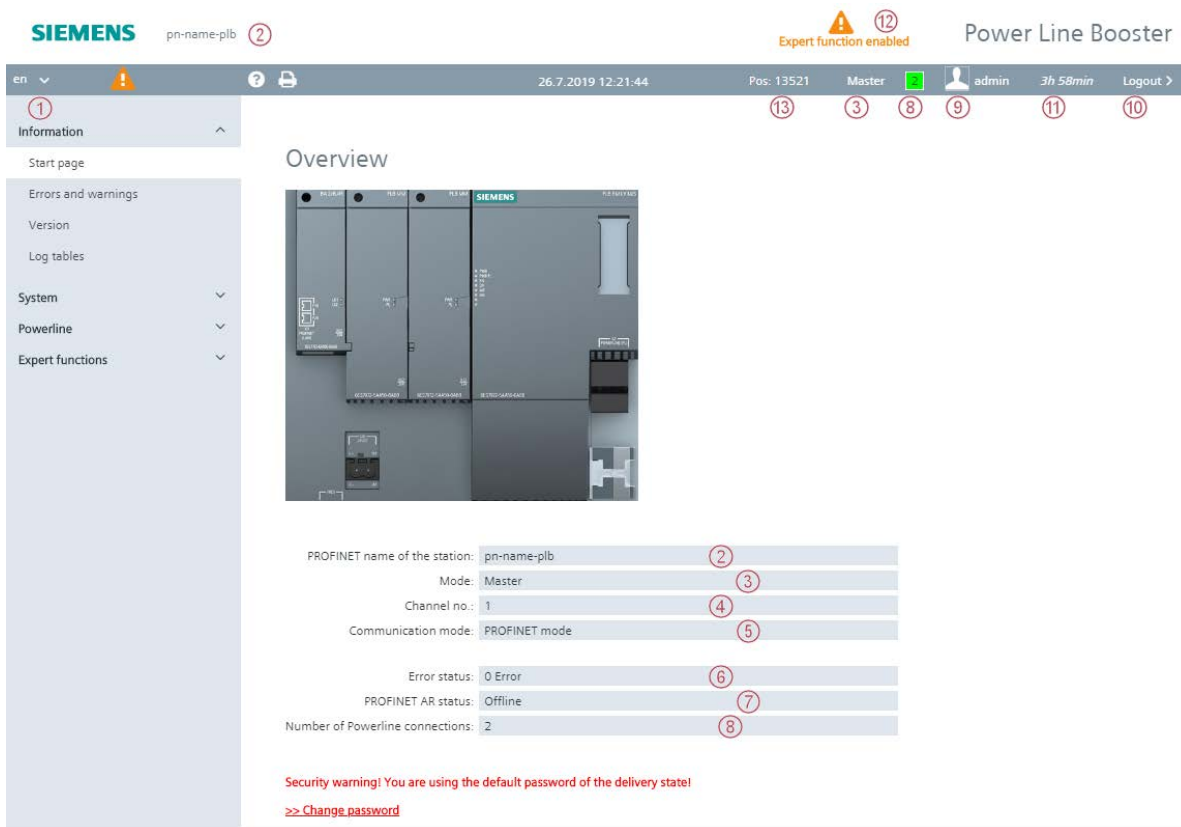 SIEMENS pn-name-plb 2 12 Power Line Booster
Expert function enabled
en 26.7.2019 12:21:44 Pos: 13521 Master 2 admin 3h 58min Logout >
1 13 3 8 9 11 10
Information
Start page
Errors and warnings
Version
Log tables
System
Powerline
Expert functions
Overview
SIEMENS
PROFINET name of the station: pn-name-plb 2
Mode: Master 3
Channel no.: 1 4
Communication mode: PROFINET mode 5
Error status: 0 Error 6
PROFINET AR status: Offline 7
Number of Powerline connections: 2 8
Security warning! You are using the default password of the delivery state!
>> Change password